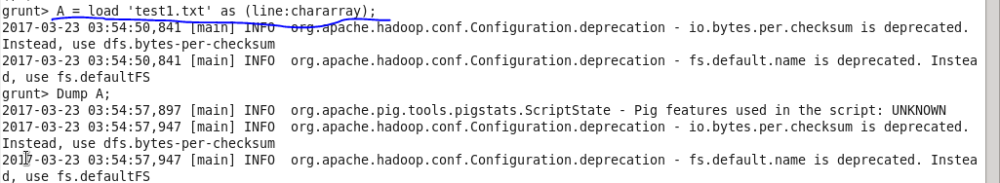 grunt> A = load 'test1.txt' as (line:chararray);
2017-03-23 03:54:50,841 [main] INFO  org.apache.hadoop.conf.Configuration.deprecation - io.bytes.per.checksum is deprecated.
Instead, use dfs.bytes-per-checksum
2017-03-23 03:54:50,841 [main] INFO  org.apache.hadoop.conf.Configuration.deprecation - fs.default.name is deprecated. Instea
d, use fs.defaultFS
grunt> Dump A;
2017-03-23 03:54:57,897 [main] INFO  org.apache.pig.tools.pigstats.ScriptState - Pig features used in the script: UNKNOWN
2017-03-23 03:54:57,947 [main] INFO  org.apache.hadoop.conf.Configuration.deprecation - io.bytes.per.checksum is deprecated.
Instead, use dfs.bytes-per-checksum
2017-03-23 03:54:57,947 [main] INFO  org.apache.hadoop.conf.Configuration.deprecation - fs.default.name is deprecated. Instea
d, use fs.defaultFS